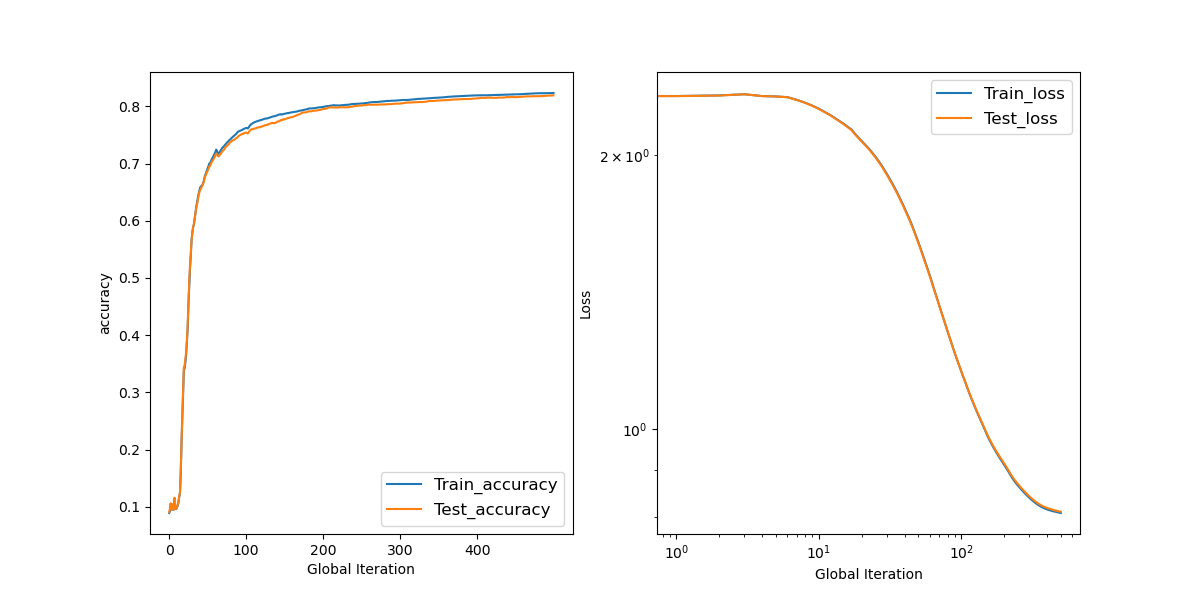 accuracy
0.8
0.7
0.6
0.5
0.4
0.3
0.2
0.1
0
100
200
300
400
Global Iteration
Train_accuracy
Test_accuracy
Loss
2 × 10⁰
10⁰
10⁰
10¹
10²
Global Iteration
Train_loss
Test_loss